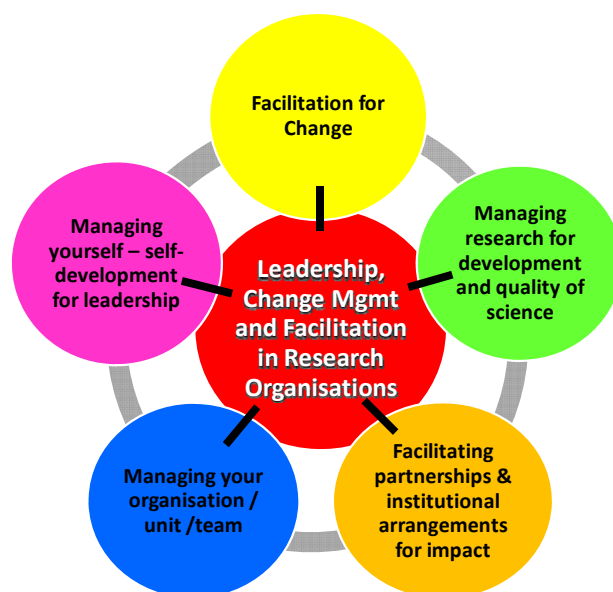 Facilitation for
Change
Managing
yourself – self-
development
for leadership
Managing
research for
development
and quality of
science
Leadership,
Change Mgmt
and Facilitation
in Research
Organisations
Managing your
organisation /
unit /team
Facilitating
partnerships &
institutional
arrangements
for impact